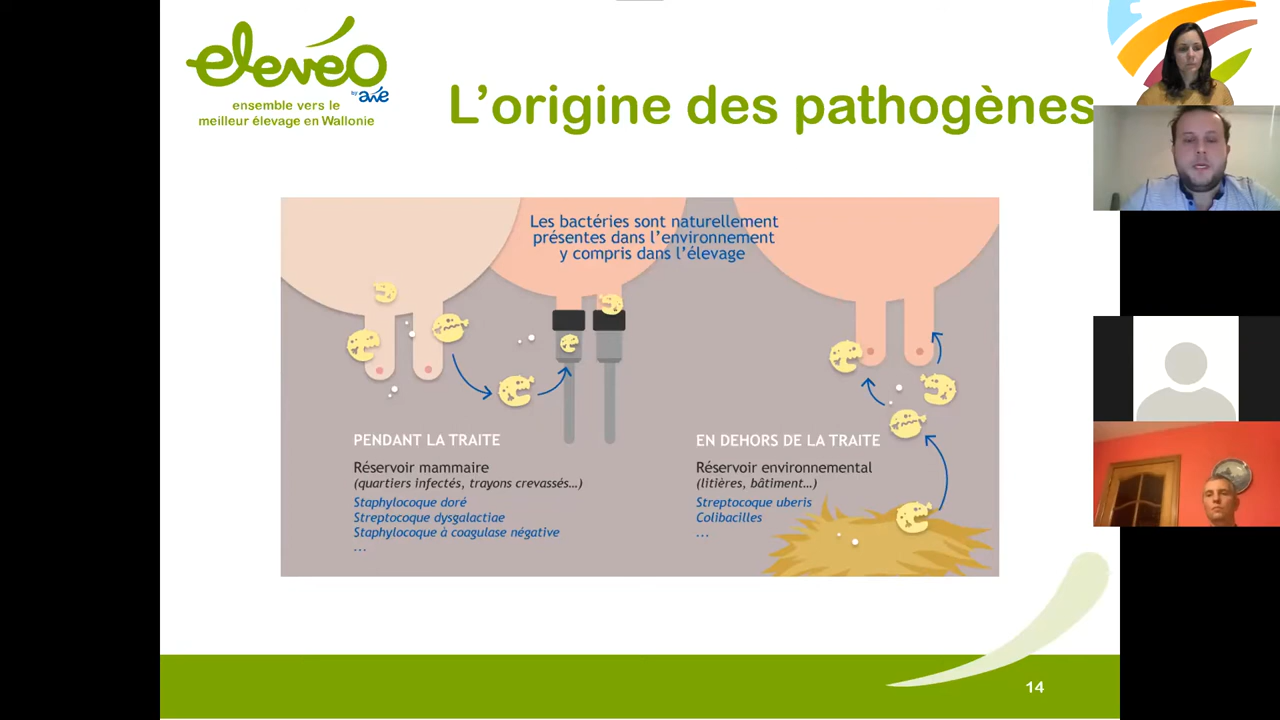 elevéo
by awé
ensemble vers le
meilleur élevage en Wallonie
L'origine des pathogènes
Les bactéries sont naturellement
présentes dans l'environnement
y compris dans l'élevage
PENDANT LA TRAITE
Réservoir mammaire
(quartiers infectés, trayons crevassés…)
Staphylocoque doré
Streptocoque dysgalactiae
Staphylocoque à coagulase négative
...
EN DEHORS DE LA TRAITE
Réservoir environnemental
(litières, bâtiment…)
Streptocoque uberis
Colibacilles
...
14